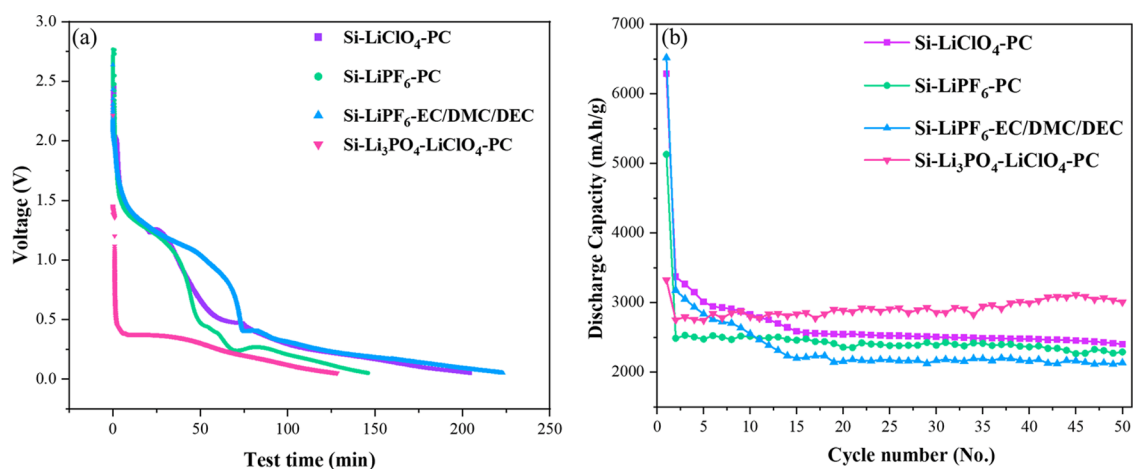 (a)
Si-LiClO₄-PC
Si-LiPF₆-PC
Si-LiPF₆-EC/DMC/DEC
Si-Li₃PO₄-LiClO₄-PC
Voltage (V)
3.0
2.5
2.0
1.5
1.0
0.5
0.0
0 50 100 150 200 250
Test time (min)
(b)
Si-LiClO₄-PC
Si-LiPF₆-PC
Si-LiPF₆-EC/DMC/DEC
Si-Li₃PO₄-LiClO₄-PC
Discharge Capacity (mAh/g)
7000
6000
5000
4000
3000
2000
0 5 10 15 20 25 30 35 40 45 50
Cycle number (No.)